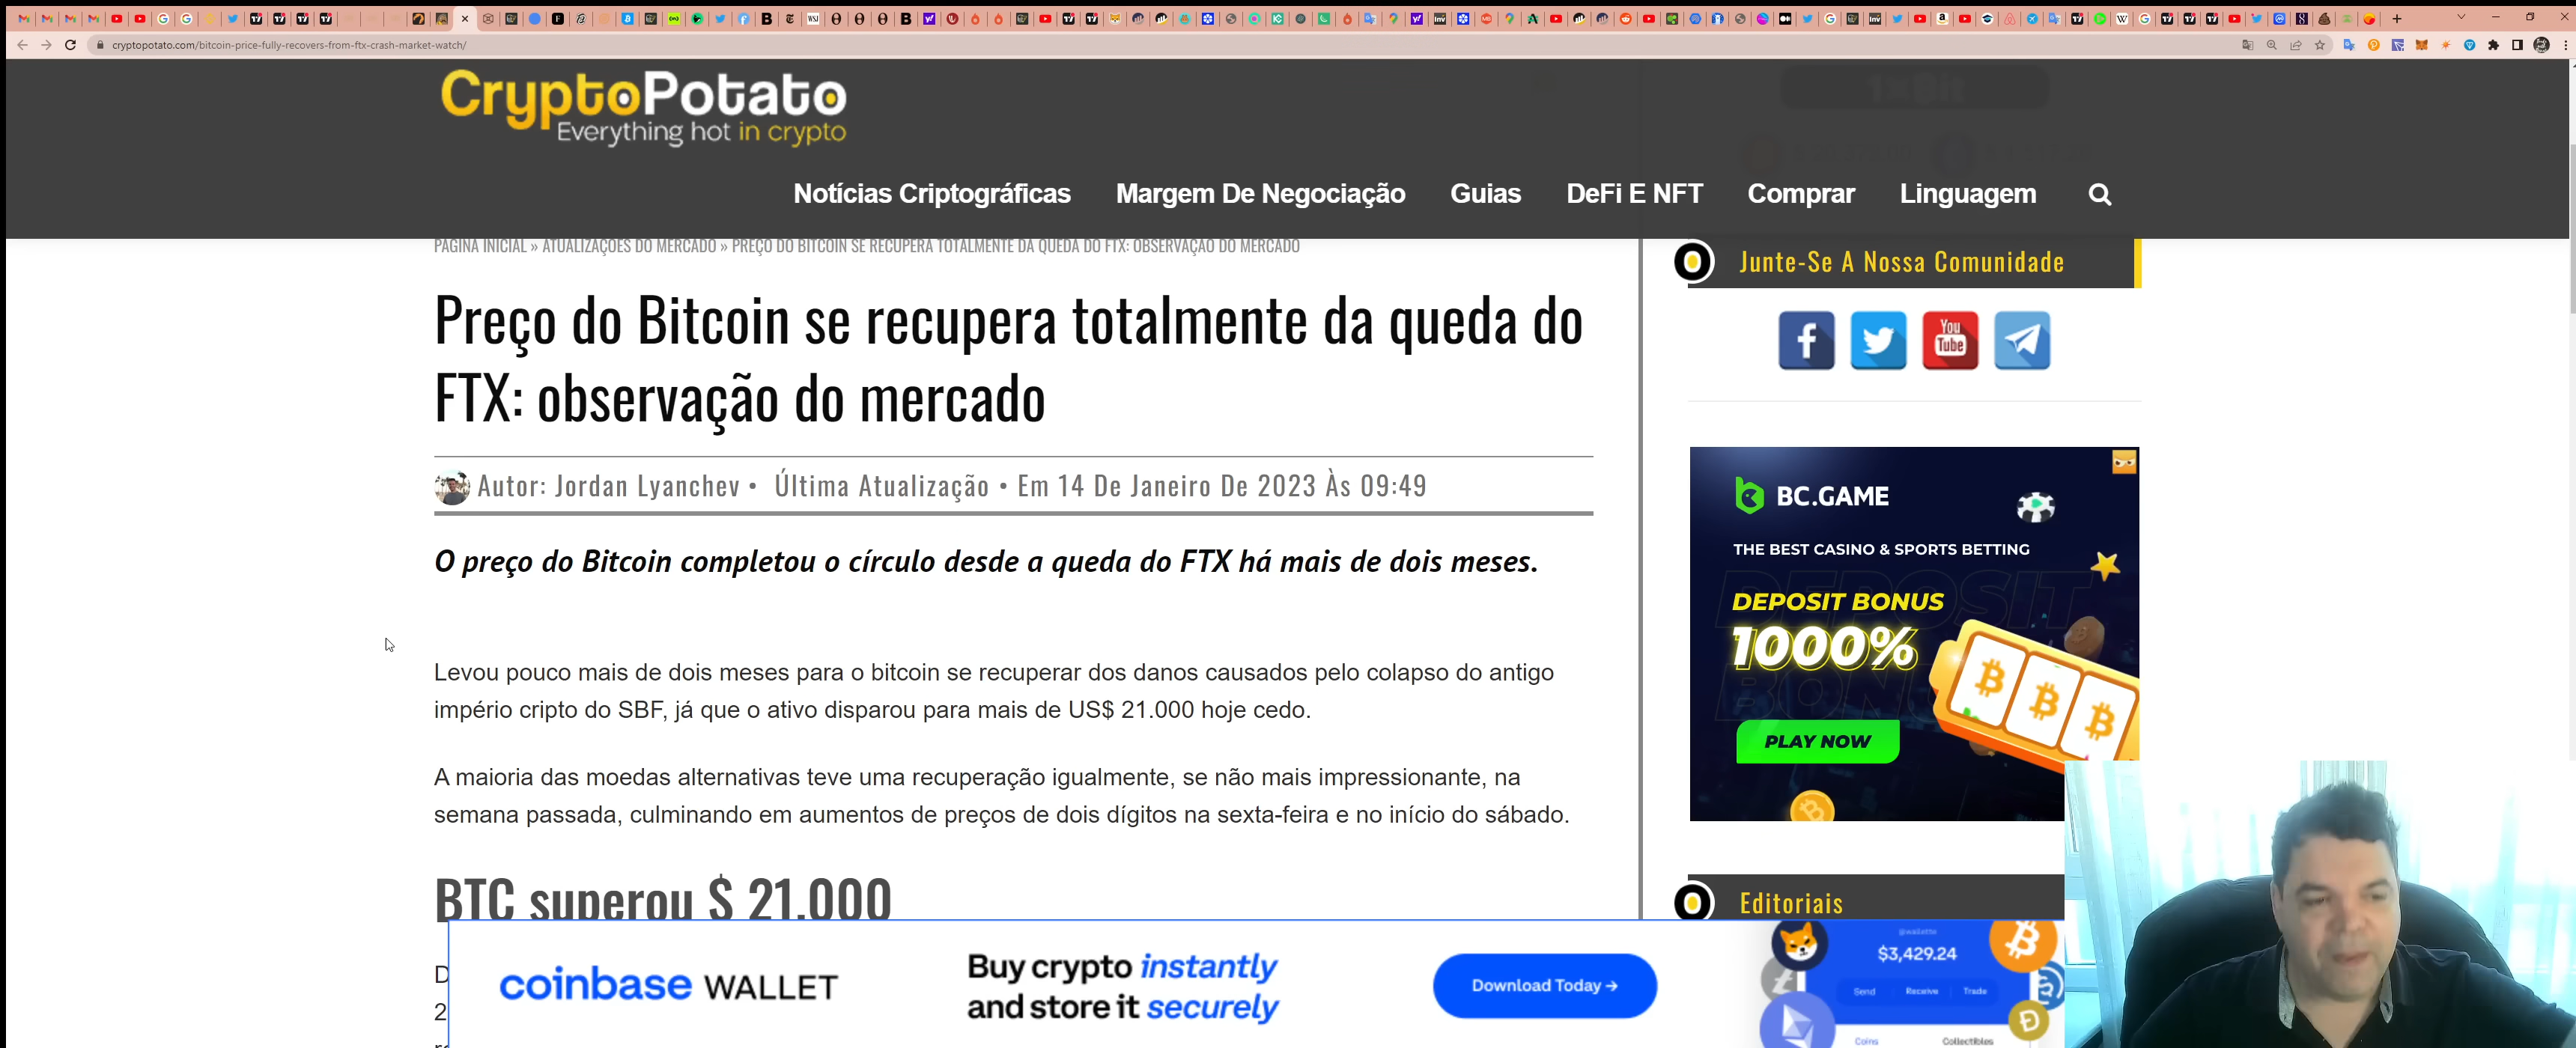 cryptopotato.com/bitcoin-price-fully-recovers-from-ftx-crash-market-watch/
CryptoPotato
Everything hot in crypto
Notícias Criptográficas Margem De Negociação Guias DeFi E NFT Comprar Linguagem
PÁGINA INICIAL » ATUALIZAÇÕES DO MERCADO » PREÇO DO BITCOIN SE RECUPERA TOTALMENTE DA QUEDA DO FTX: OBSERVAÇÃO DO MERCADO
Preço do Bitcoin se recupera totalmente da queda do
FTX: observação do mercado
Autor: Jordan Lyanchev • Última Atualização • Em 14 De Janeiro De 2023 Às 09:49
O preço do Bitcoin completou o círculo desde a queda do FTX há mais de dois meses.
Levou pouco mais de dois meses para o bitcoin se recuperar dos danos causados pelo colapso do antigo
império cripto do SBF, já que o ativo disparou para mais de US$ 21.000 hoje cedo.
A maioria das moedas alternativas teve uma recuperação igualmente, se não mais impressionante, na
semana passada, culminando em aumentos de preços de dois dígitos na sexta-feira e no início do sábado.
BTC superou $ 21.000
D
2
Junte-Se A Nossa Comunidade
You
Tube
BC.GAME
THE BEST CASINO & SPORTS BETTING
DEPOSIT BONUS
1000%
PLAY NOW
Editoriais
coinbase WALLET
Buy crypto instantly
and store it securely
Download Today →
$3,429.24
Send Receive Trade
Coins Collectibles